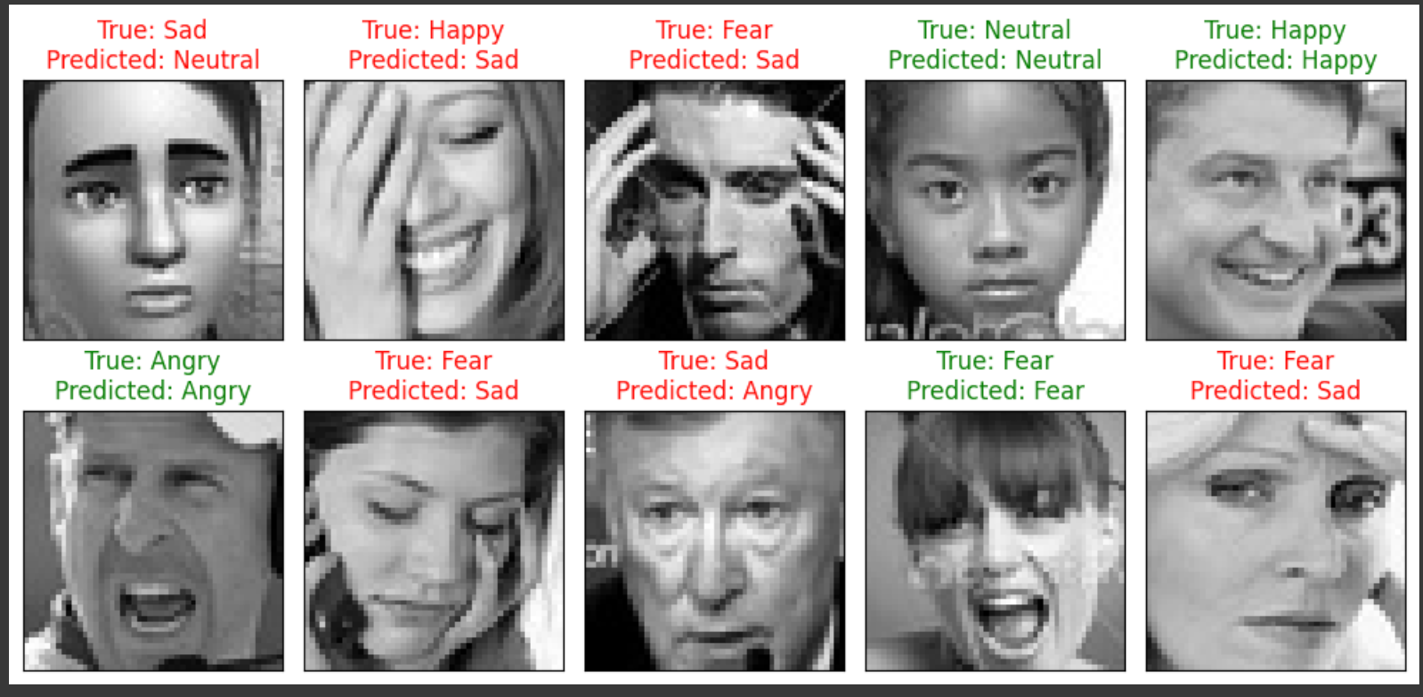 True: Sad
Predicted: Neutral
True: Happy
Predicted: Sad
True: Fear
Predicted: Sad
True: Neutral
Predicted: Neutral
True: Happy
Predicted: Happy
23
True: Angry
Predicted: Angry
True: Fear
Predicted: Sad
True: Sad
Predicted: Angry
True: Fear
Predicted: Fear
True: Fear
Predicted: Sad
on